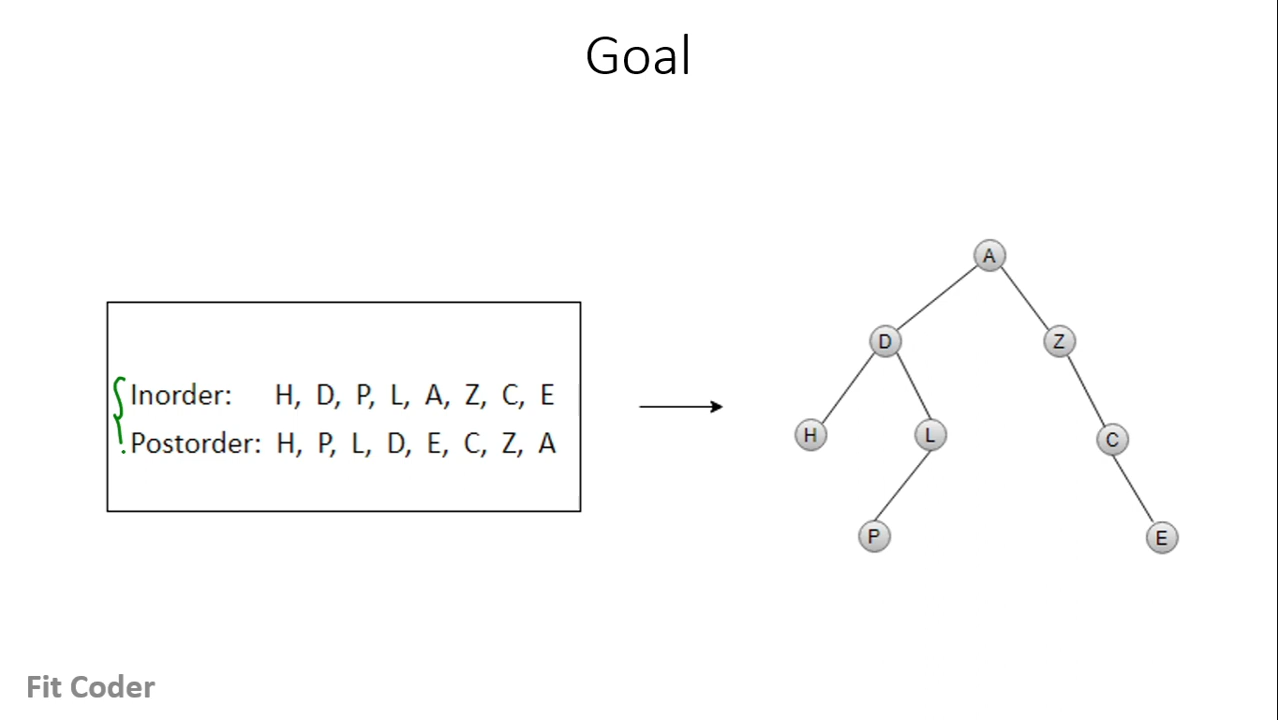 Goal
Inorder: H, D, P, L, A, Z, C, E
Postorder: H, P, L, D, E, C, Z, A
A
D
Z
H
L
C
P
E
Fit Coder